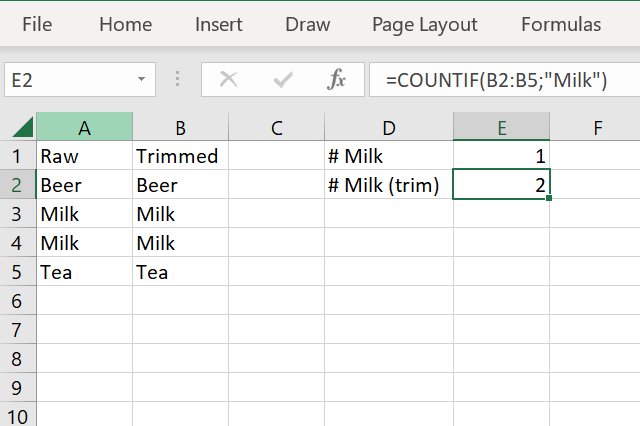 File Home Insert Draw Page Layout Formulas
E2 fx =COUNTIF(B2:B5;"Milk")
A B C D E F
1 Raw Trimmed # Milk 1
2 Beer Beer # Milk (trim) 2
3 Milk Milk
4 Milk Milk
5 Tea Tea
6
7
8
9
10